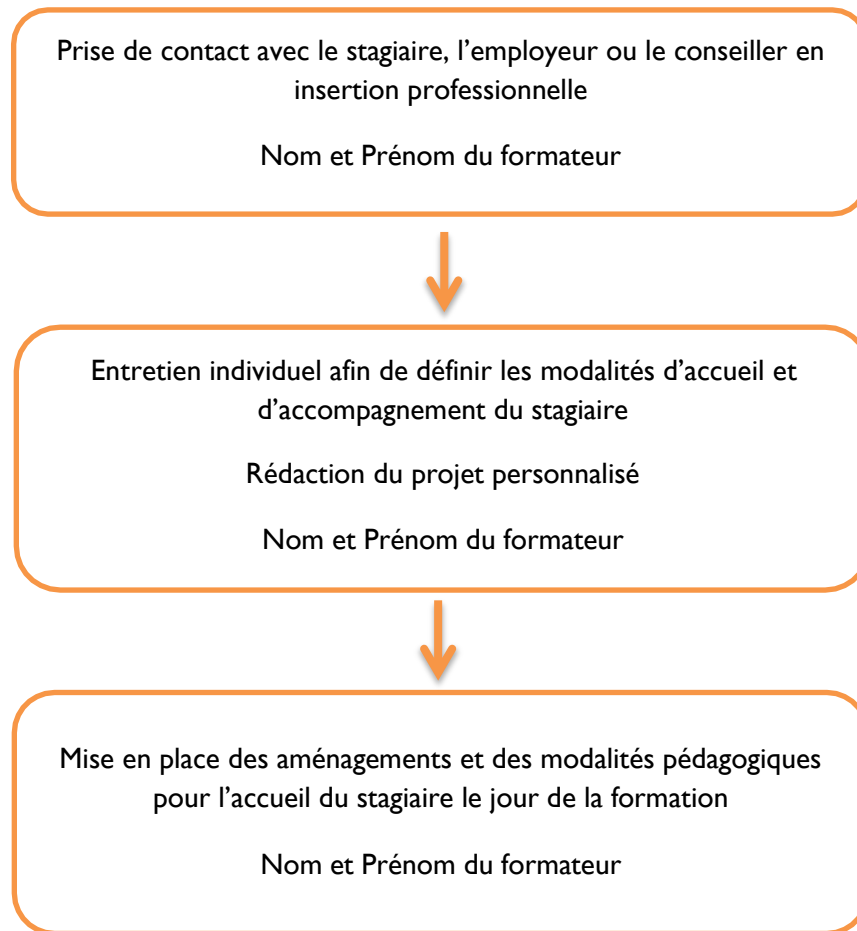 Prise de contact avec le stagiaire, l’employeur ou le conseiller en
insertion professionnelle
Nom et Prénom du formateur
Entretien individuel afin de définir les modalités d’accueil et
d’accompagnement du stagiaire
Rédaction du projet personnalisé
Nom et Prénom du formateur
Mise en place des aménagements et des modalités pédagogiques
pour l’accueil du stagiaire le jour de la formation
Nom et Prénom du formateur